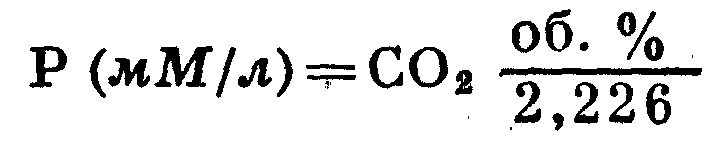 Р (мМ/л) = CO₂ об. % / 2,226